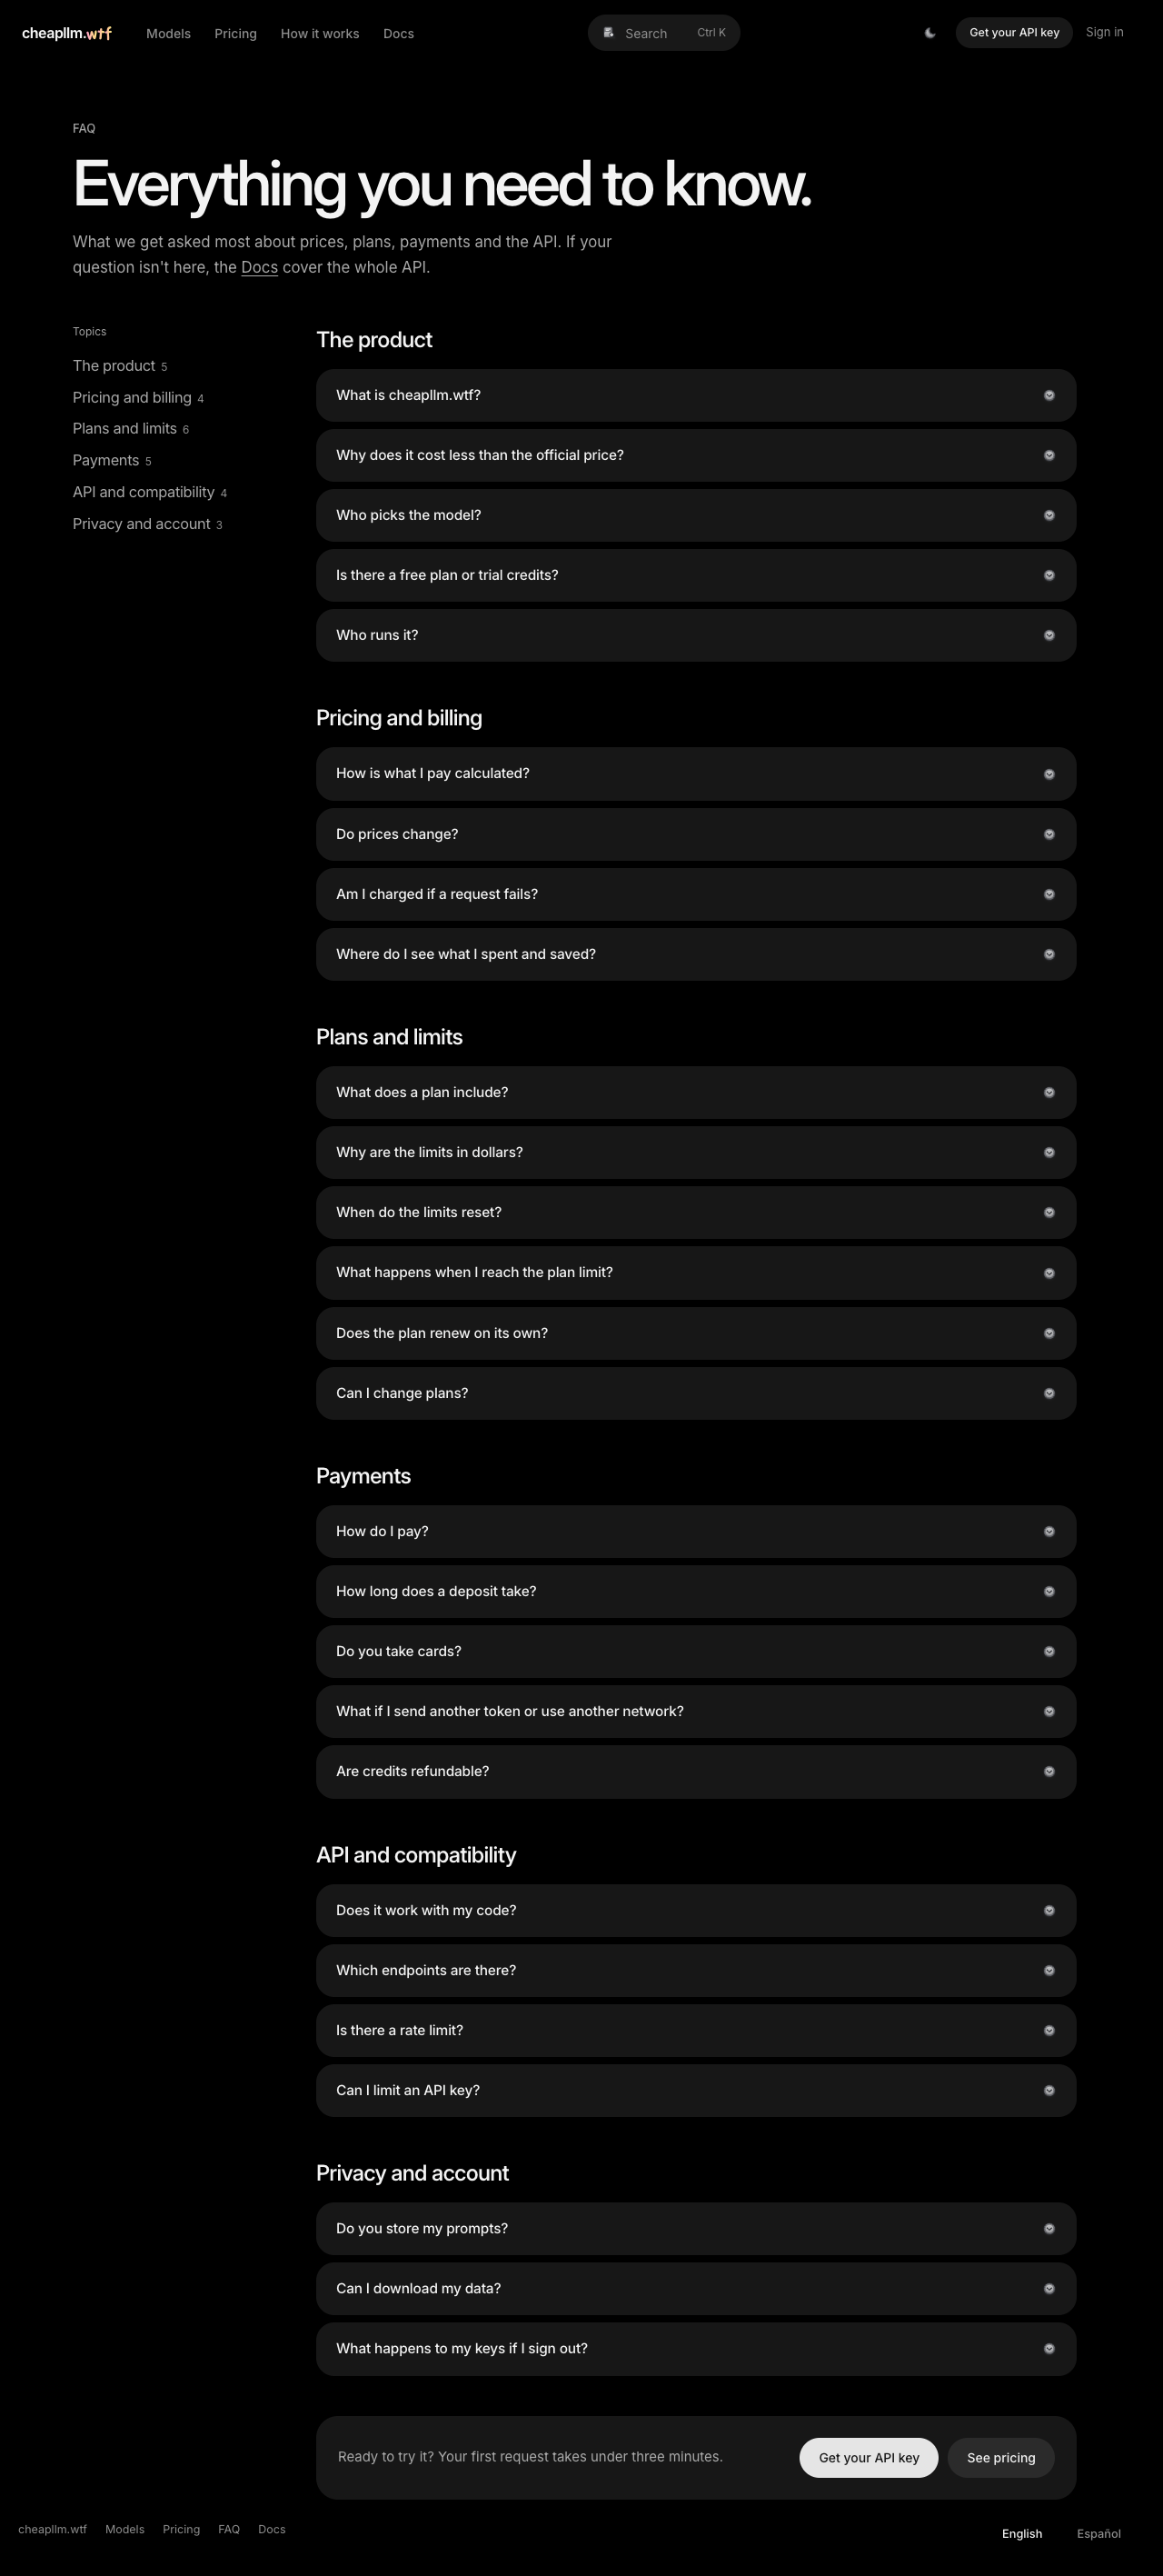 cheapllm.wtf
Models
Pricing
How it works
Docs
Search
Ctrl K
Get your API key
Sign in
FAQ
Everything you need to know.
What we get asked most about prices, plans, payments and the API. If your
question isn't here, the Docs cover the whole API.
Topics
The product 5
Pricing and billing 4
Plans and limits 6
Payments 5
API and compatibility 4
Privacy and account 3
The product
What is cheapllm.wtf?
Why does it cost less than the official price?
Who picks the model?
Is there a free plan or trial credits?
Who runs it?
Pricing and billing
How is what I pay calculated?
Do prices change?
Am I charged if a request fails?
Where do I see what I spent and saved?
Plans and limits
What does a plan include?
Why are the limits in dollars?
When do the limits reset?
What happens when I reach the plan limit?
Does the plan renew on its own?
Can I change plans?
Payments
How do I pay?
How long does a deposit take?
Do you take cards?
What if I send another token or use another network?
Are credits refundable?
API and compatibility
Does it work with my code?
Which endpoints are there?
Is there a rate limit?
Can I limit an API key?
Privacy and account
Do you store my prompts?
Can I download my data?
What happens to my keys if I sign out?
Ready to try it? Your first request takes under three minutes.
Get your API key
See pricing
cheapllm.wtf
Models
Pricing
FAQ
Docs
English
Español